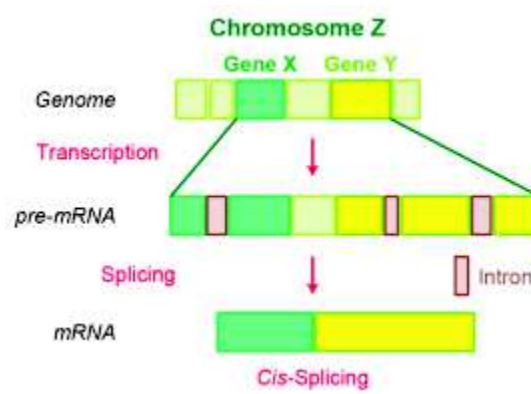 Chromosome Z
Gene X Gene Y
Genome
Transcription
pre-mRNA
Splicing
Intron
mRNA
Cis-Splicing